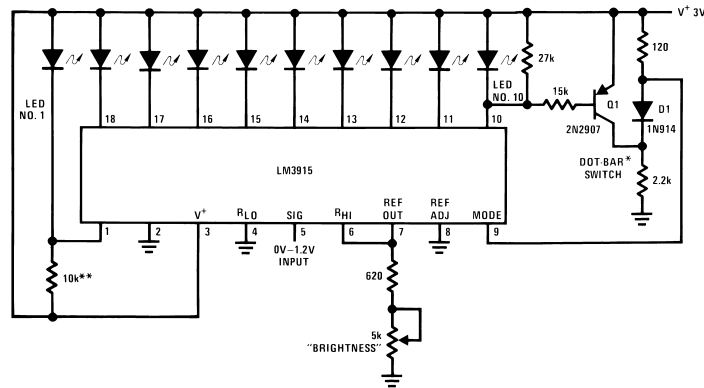 V+ 3V
120
27k
LED
NO. 1
LED
NO. 10
15k
Q1
2N2907
D1
1N914
DOT-BAR*
SWITCH
2.2k
18 17 16 15 14 13 12 11 10
LM3915
V+ RLO SIG RHI REF OUT REF ADJ MODE
1 2 3 4 5 6 7 8 9
0V–1.2V
INPUT
10k**
620
5k
"BRIGHTNESS"